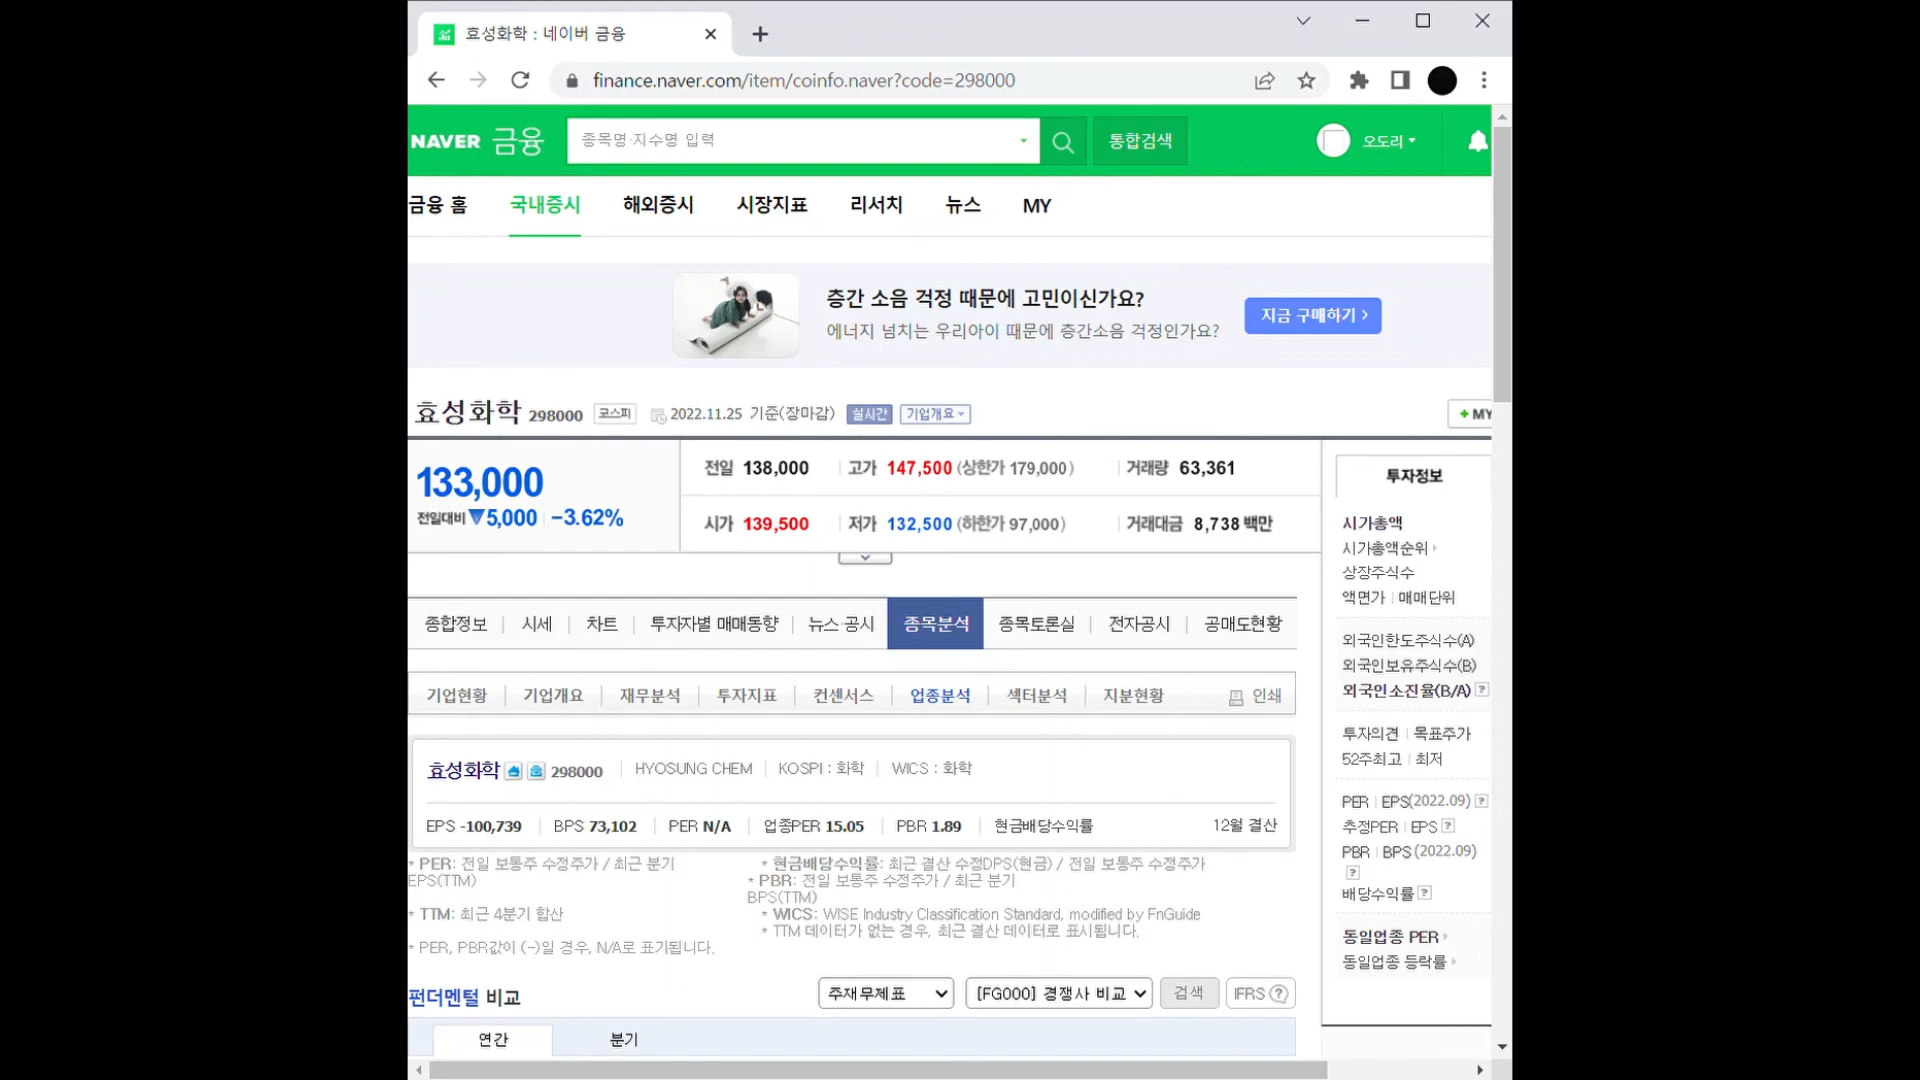 효성화학 : 네이버 금융
finance.naver.com/item/coinfo.naver?code=298000
NAVER 금융 종목명·지수명 입력 통합검색 오도리
금융 홈 국내증시 해외증시 시장지표 리서치 뉴스 MY
층간 소음 걱정 때문에 고민이신가요?
에너지 넘치는 우리아이 때문에 층간소음 걱정인가요?
지금 구매하기 ›
효성화학 298000 코스피 2022.11.25 기준(장마감) 실시간 기업개요 + MY
133,000
전일대비 ▼5,000 -3.62%
전일 138,000 고가 147,500 (상한가 179,000) 거래량 63,361
시가 139,500 저가 132,500 (하한가 97,000) 거래대금 8,738 백만
종합정보 시세 차트 투자자별 매매동향 뉴스·공시 종목분석 종목토론실 전자공시 공매도현황
기업현황 기업개요 재무분석 투자지표 컨센서스 업종분석 섹터분석 지분현황 인쇄
효성화학 298000 HYOSUNG CHEM KOSPI : 화학 WICS : 화학
EPS -100,739 BPS 73,102 PER N/A 업종PER 15.05 PBR 1.89 현금배당수익률 12월 결산
* PER: 전일 보통주 수정주가 / 최근 분기
EPS(TTM)
* TTM: 최근 4분기 합산
* PER, PBR값이 (-)일 경우, N/A로 표기됩니다.
* 현금배당수익률: 최근 결산 수정DPS(현금) / 전일 보통주 수정주가
* PBR: 전일 보통주 수정주가 / 최근 분기
BPS(TTM)
* WICS: WISE Industry Classification Standard, modified by FnGuide
* TTM 데이터가 없는 경우, 최근 결산 데이터로 표시됩니다.
펀더멘털 비교 주재무제표 [FG000] 경쟁사 비교 검색 IFRS ?
연간 분기
투자정보
시가총액
시가총액순위
상장주식수
액면가 매매단위
외국인한도주식수(A)
외국인보유주식수(B)
외국인소진율(B/A) ?
투자의견 목표주가
52주최고 최저
PER EPS(2022.09) ?
추정PER EPS ?
PBR BPS (2022.09)
?
배당수익률 ?
동일업종 PER
동일업종 등락률